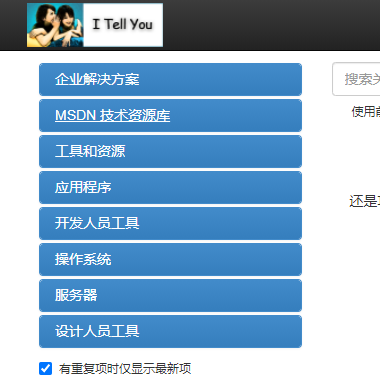 I Tell You
企业解决方案
MSDN 技术资源库
工具和资源
应用程序
开发人员工具
操作系统
服务器
设计人员工具
有重复项时仅显示最新项
搜索关
使用前
还是